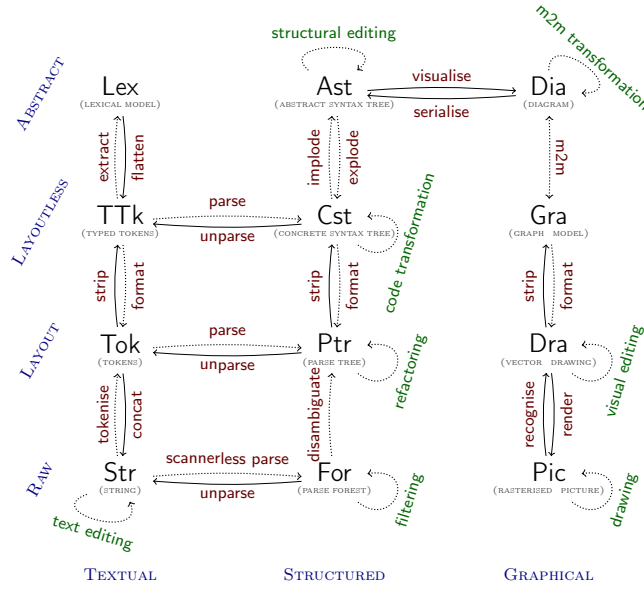 structural editing
m2m transformation
ABSTRACT
Lex
(LEXICAL MODEL)
Ast
(ABSTRACT SYNTAX TREE)
visualise
serialise
Dia
(DIAGRAM)
extract
flatten
implode
explode
m2m
LAYOUTLESS
TTk
(TYPED TOKENS)
parse
unparse
Cst
(CONCRETE SYNTAX TREE)
code transformation
Gra
(GRAPH MODEL)
strip
format
strip
format
strip
format
LAYOUT
Tok
(TOKENS)
parse
unparse
Ptr
(PARSE TREE)
refactoring
Dra
(VECTOR DRAWING)
visual editing
tokenise
concat
disambiguate
recognise
render
RAW
Str
(STRING)
scannerless parse
unparse
For
(PARSE FOREST)
filtering
Pic
(RASTERISED PICTURE)
drawing
text editing
TEXTUAL
STRUCTURED
GRAPHICAL